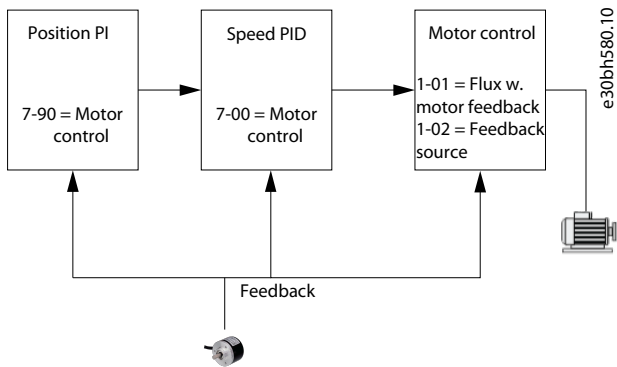 Position PI
7-90 = Motor
control
Speed PID
7-00 = Motor
control
Motor control
1-01 = Flux w.
motor feedback
1-02 = Feedback
source
e30bh580.10
Feedback